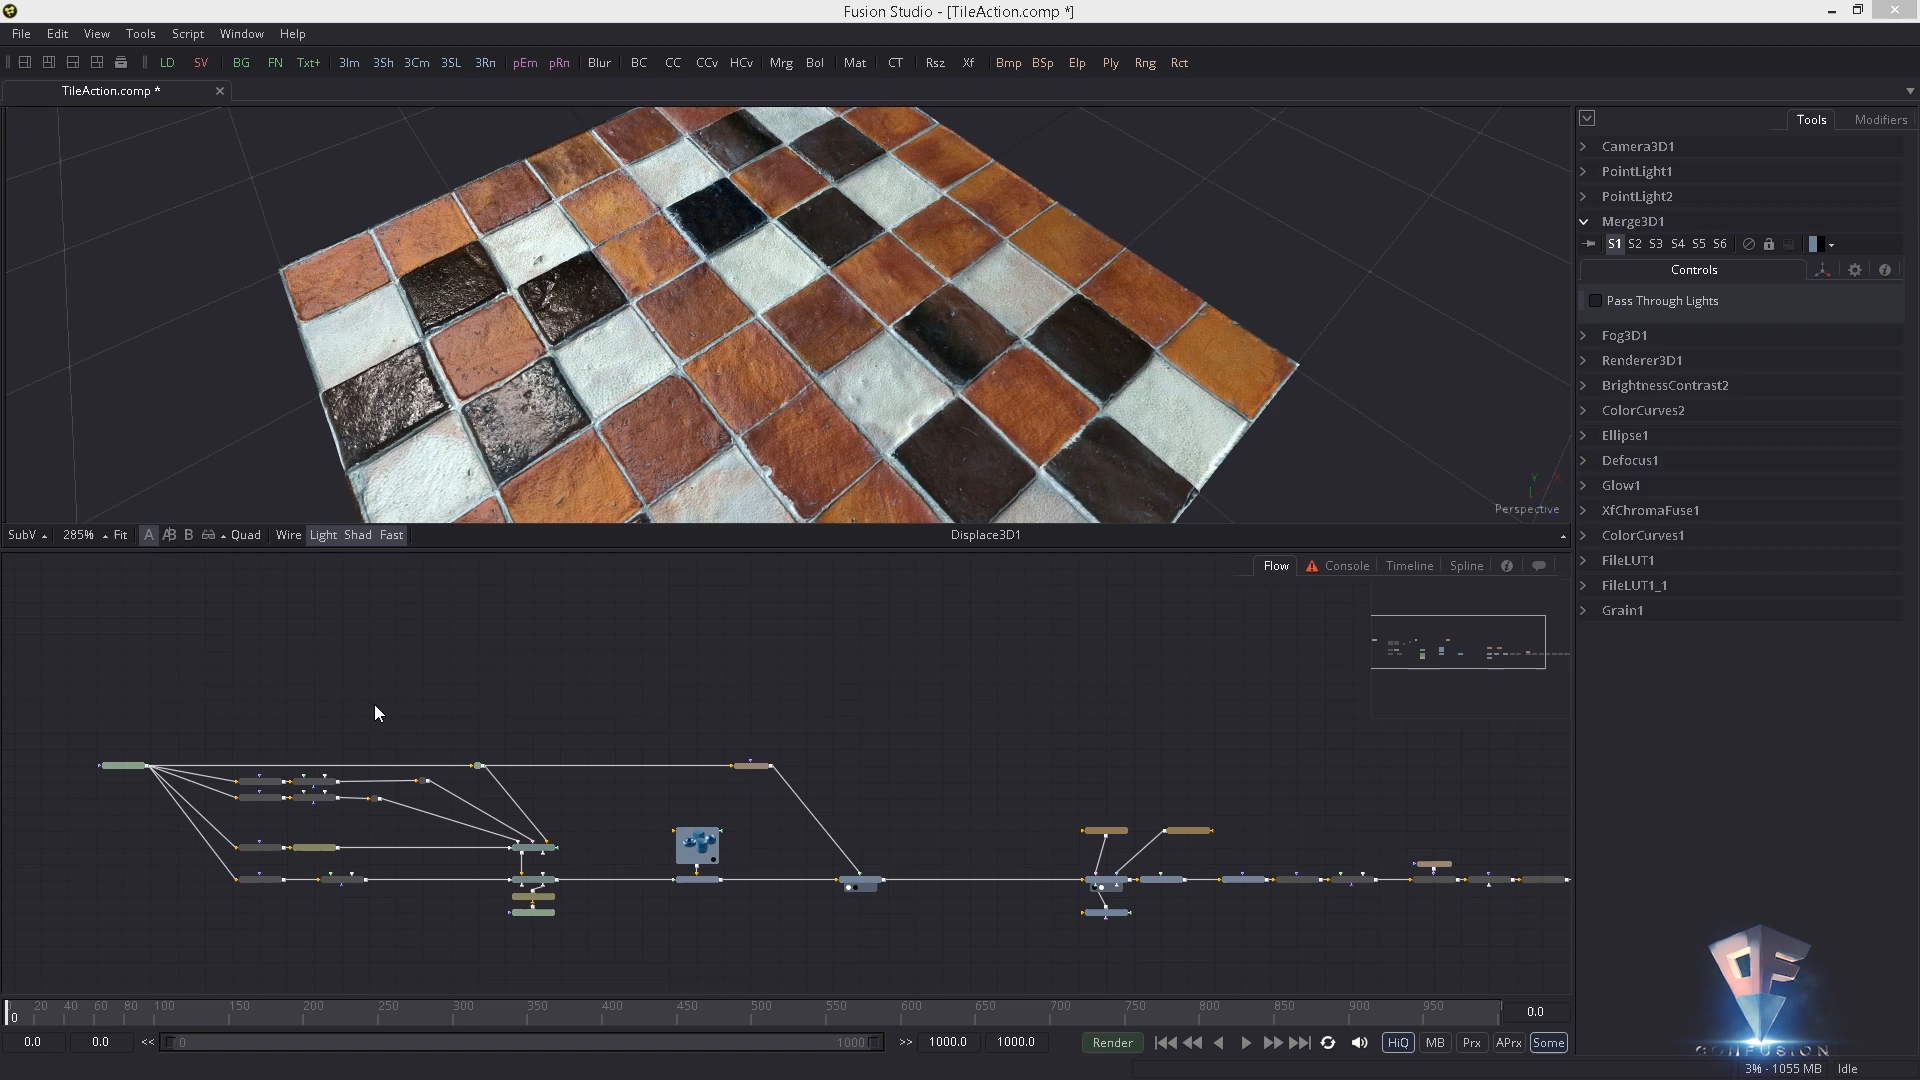 Fusion Studio - [TileAction.comp *]
File Edit View Tools Script Window Help
LD SV BG FN Txt+ 3Im 3Sh 3Cm 3SL 3Rn pEm pRn Blur BC CC CCv HCv Mrg Bol Mat CT Rsz Xf Bmp BSp Elp Ply Rng Rct
TileAction.comp *
Tools Modifiers
Camera3D1
PointLight1
PointLight2
Merge3D1
S1 S2 S3 S4 S5 S6
Controls
Pass Through Lights
Fog3D1
Renderer3D1
BrightnessContrast2
ColorCurves2
Ellipse1
Defocus1
Glow1
XfChromaFuse1
ColorCurves1
FileLUT1
FileLUT1_1
Grain1
Y X
Perspective
SubV 285% Fit A A|B B Quad Wire Light Shad Fast Displace3D1
Flow Console Timeline Spline
0 20 40 60 80 100 150 200 250 300 350 400 450 500 550 600 650 700 750 800 850 900 950 0.0
0.0 0.0 << 0 1000 >> 1000.0 1000.0 Render HiQ MB Prx APrx Some
CONFUSION
3% - 1055 MB Idle